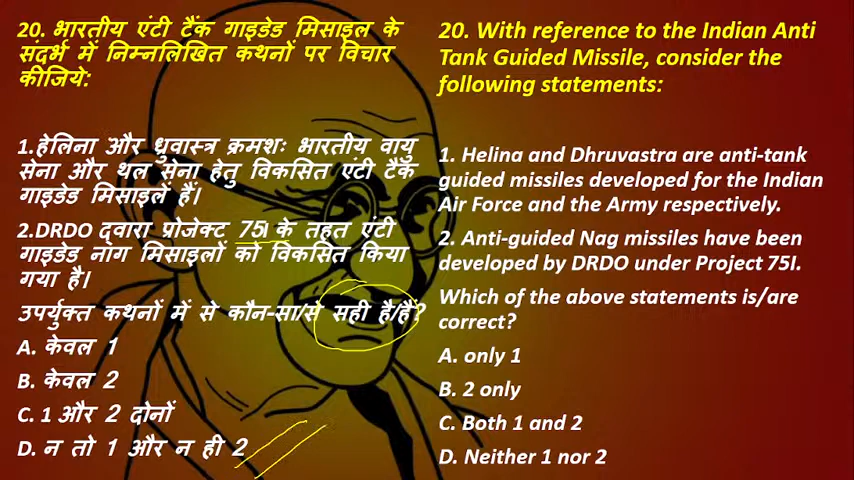 20. भारतीय एंटी टैंक गाइडेड मिसाइल के
संदर्भ में निम्नलिखित कथनों पर विचार
कीजिये:
1.हेलिना और ध्रुवास्त्र क्रमशः भारतीय वायु
सेना और थल सेना हेतु विकसित एंटी टैंक
गाइडेड मिसाइलें हैं।
2.DRDO द्वारा प्रोजेक्ट 75I के तहत एंटी
गाइडेड नाग मिसाइलों को विकसित किया
गया है।
उपर्युक्त कथनों में से कौन-सा/से सही है/हैं?
A. केवल 1
B. केवल 2
C. 1 और 2 दोनों
D. न तो 1 और न ही 2
20. With reference to the Indian Anti
Tank Guided Missile, consider the
following statements:
1. Helina and Dhruvastra are anti-tank
guided missiles developed for the Indian
Air Force and the Army respectively.
2. Anti-guided Nag missiles have been
developed by DRDO under Project 75I.
Which of the above statements is/are
correct?
A. only 1
B. 2 only
C. Both 1 and 2
D. Neither 1 nor 2